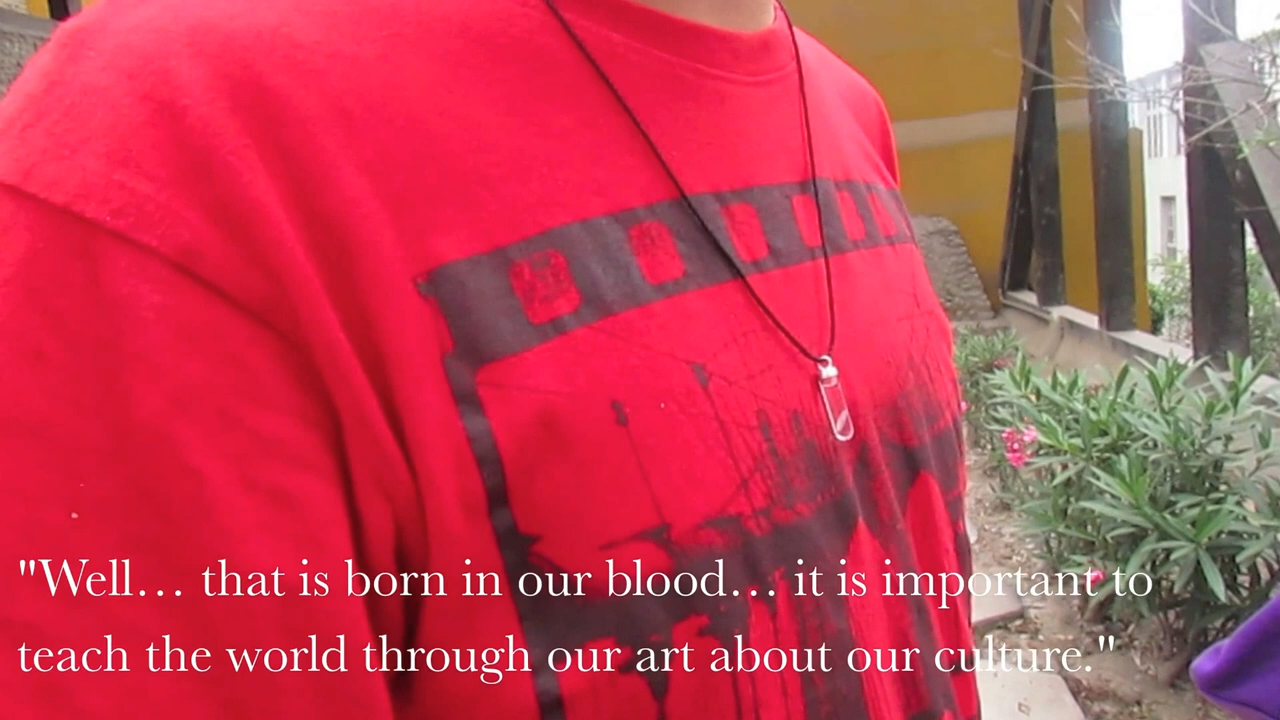 "Well… that is born in our blood… it is important to
teach the world through our art about our culture."